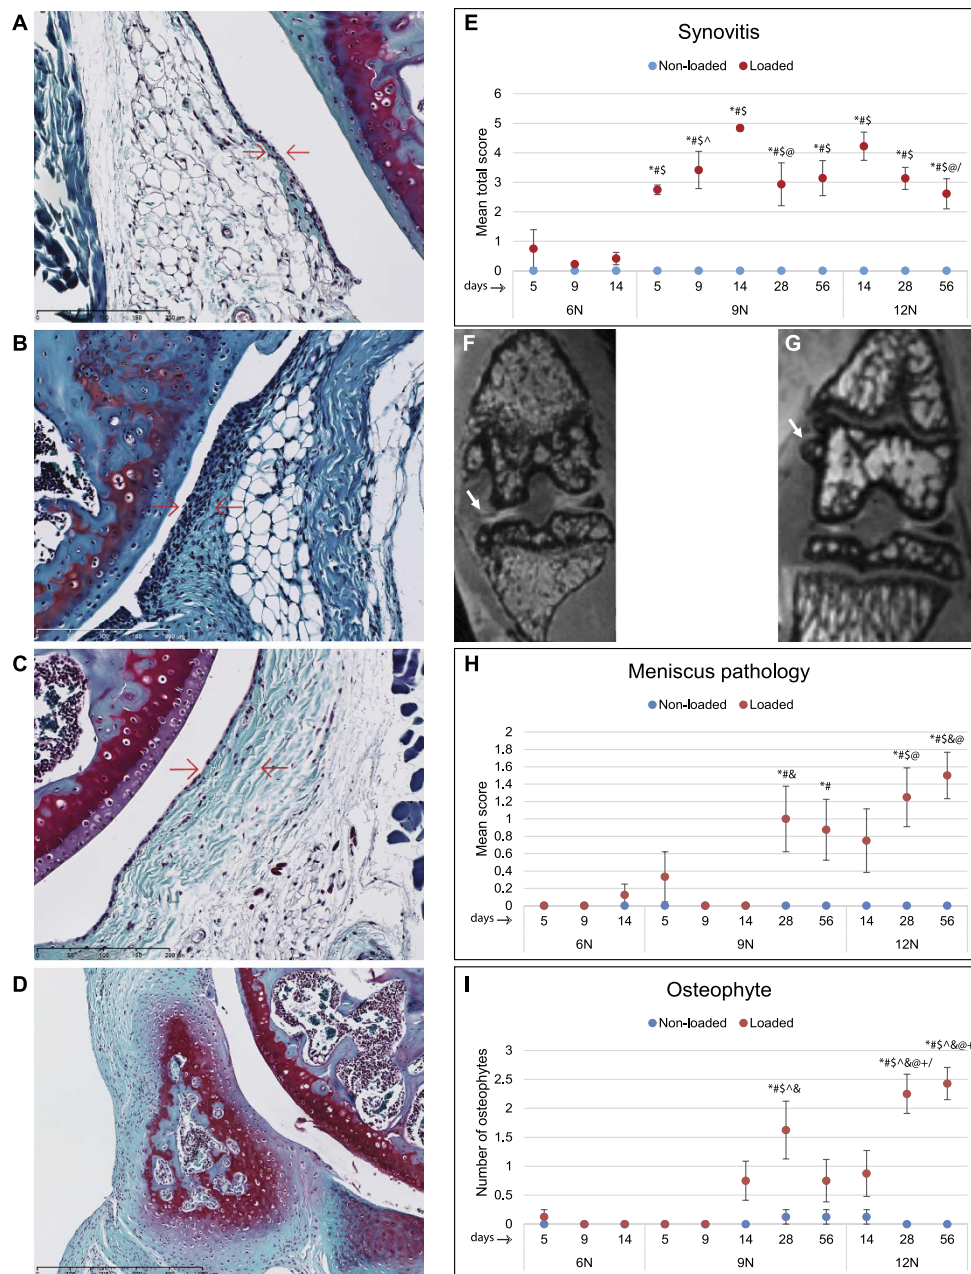 A
B
C
D
E
Synovitis
Non-loaded Loaded
Mean total score
6
5
4
3
2
1
0
*#$ *#$^ *#$ *#$@ *#$ *#$ *#$ *#$@/
days → 5 9 14 5 9 14 28 56 14 28 56
6N 9N 12N
F G
H
Meniscus pathology
Non-loaded Loaded
Mean score
2
1.8
1.6
1.4
1.2
1
0.8
0.6
0.4
0.2
0
*#& *# *#$@ *#$&@
days → 5 9 14 5 9 14 28 56 14 28 56
6N 9N 12N
I
Osteophyte
Non-loaded Loaded
Number of osteophytes
3
2.5
2
1.5
1
0.5
0
*#$^& *#$^&@+/ *#$^&@+
days → 5 9 14 5 9 14 28 56 14 28 56
6N 9N 12N